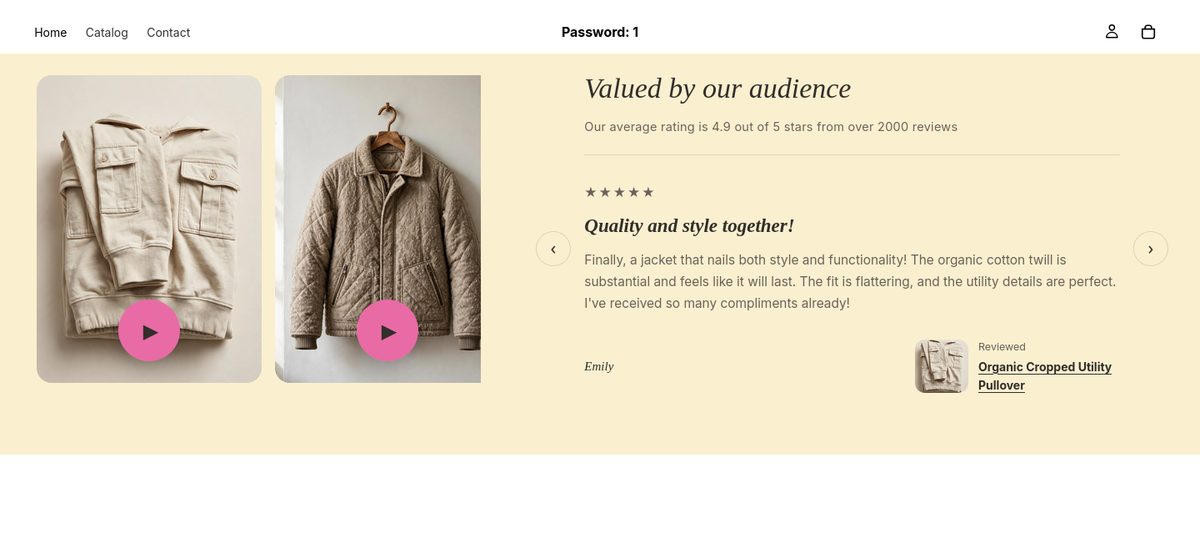 Home Catalog Contact Password: 1
Valued by our audience
Our average rating is 4.9 out of 5 stars from over 2000 reviews
★★★★★
Quality and style together!
Finally, a jacket that nails both style and functionality! The organic cotton twill is
substantial and feels like it will last. The fit is flattering, and the utility details are perfect.
I've received so many compliments already!
Emily
Reviewed
Organic Cropped Utility
Pullover